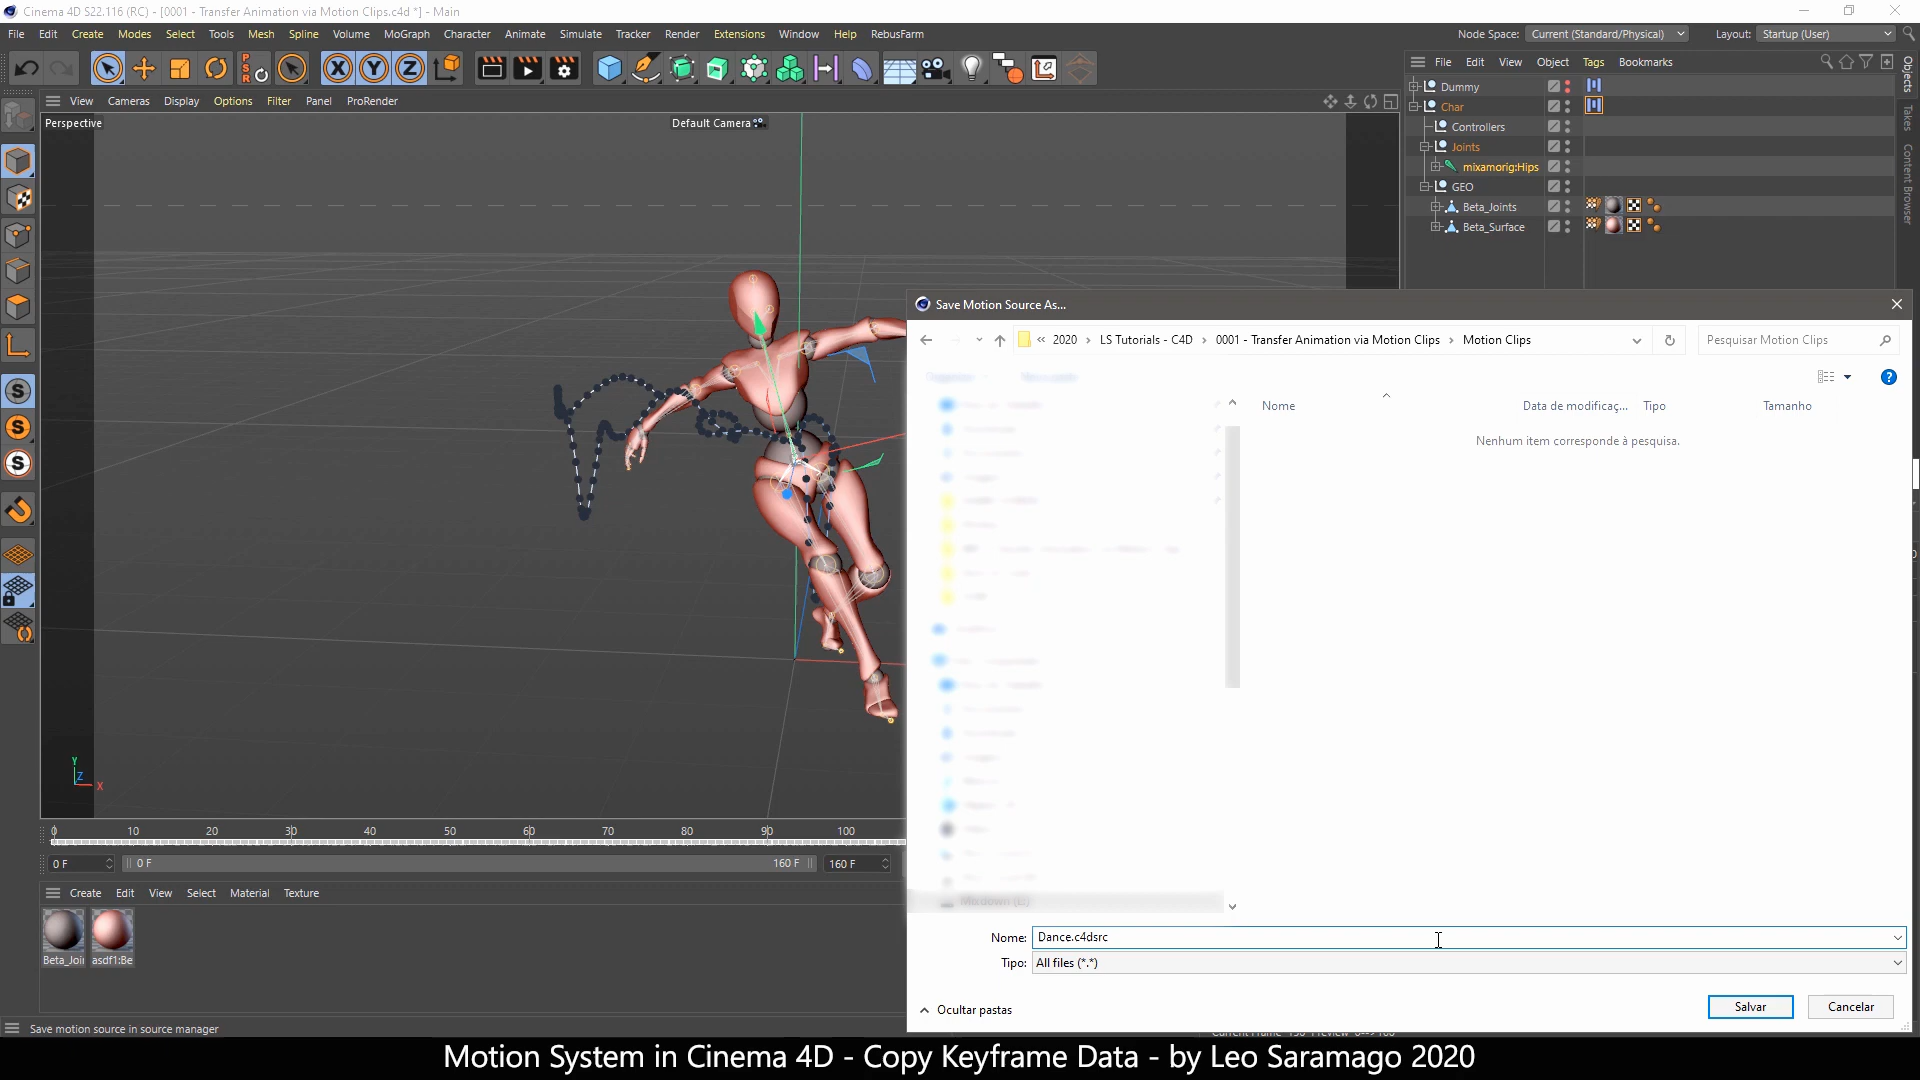 Cinema 4D S22.116 (RC) - [0001 - Transfer Animation via Motion Clips.c4d *] - Main
File Edit Create Modes Select Tools Mesh Spline Volume MoGraph Character Animate Simulate Tracker Render Extensions Window Help RebusFarm
Node Space: Current (Standard/Physical) Layout: Startup (User)
PSR X Y Z
File Edit View Object Tags Bookmarks
View Cameras Display Options Filter Panel ProRender
Perspective
Default Camera
Dummy
Char
Controllers
Joints
mixamorig:Hips
GEO
Beta_Joints
Beta_Surface
Objects
Takes
Content Browser
Save Motion Source As...
« 2020 › LS Tutorials - C4D › 0001 - Transfer Animation via Motion Clips › Motion Clips
Pesquisar Motion Clips
Nome Data de modificaç... Tipo Tamanho
Nenhum item corresponde à pesquisa.
S
S
S
Y
Z
X
0 10 20 30 40 50 60 70 80 90 100
0 F 0 F 160 F 160 F
Create Edit View Select Material Texture
Beta_Joi asdf1:Be
Nome: Dance.c4dsrc
Tipo: All files (*.*)
Ocultar pastas
Salvar
Cancelar
Save motion source in source manager
Motion System in Cinema 4D - Copy Keyframe Data - by Leo Saramago 2020